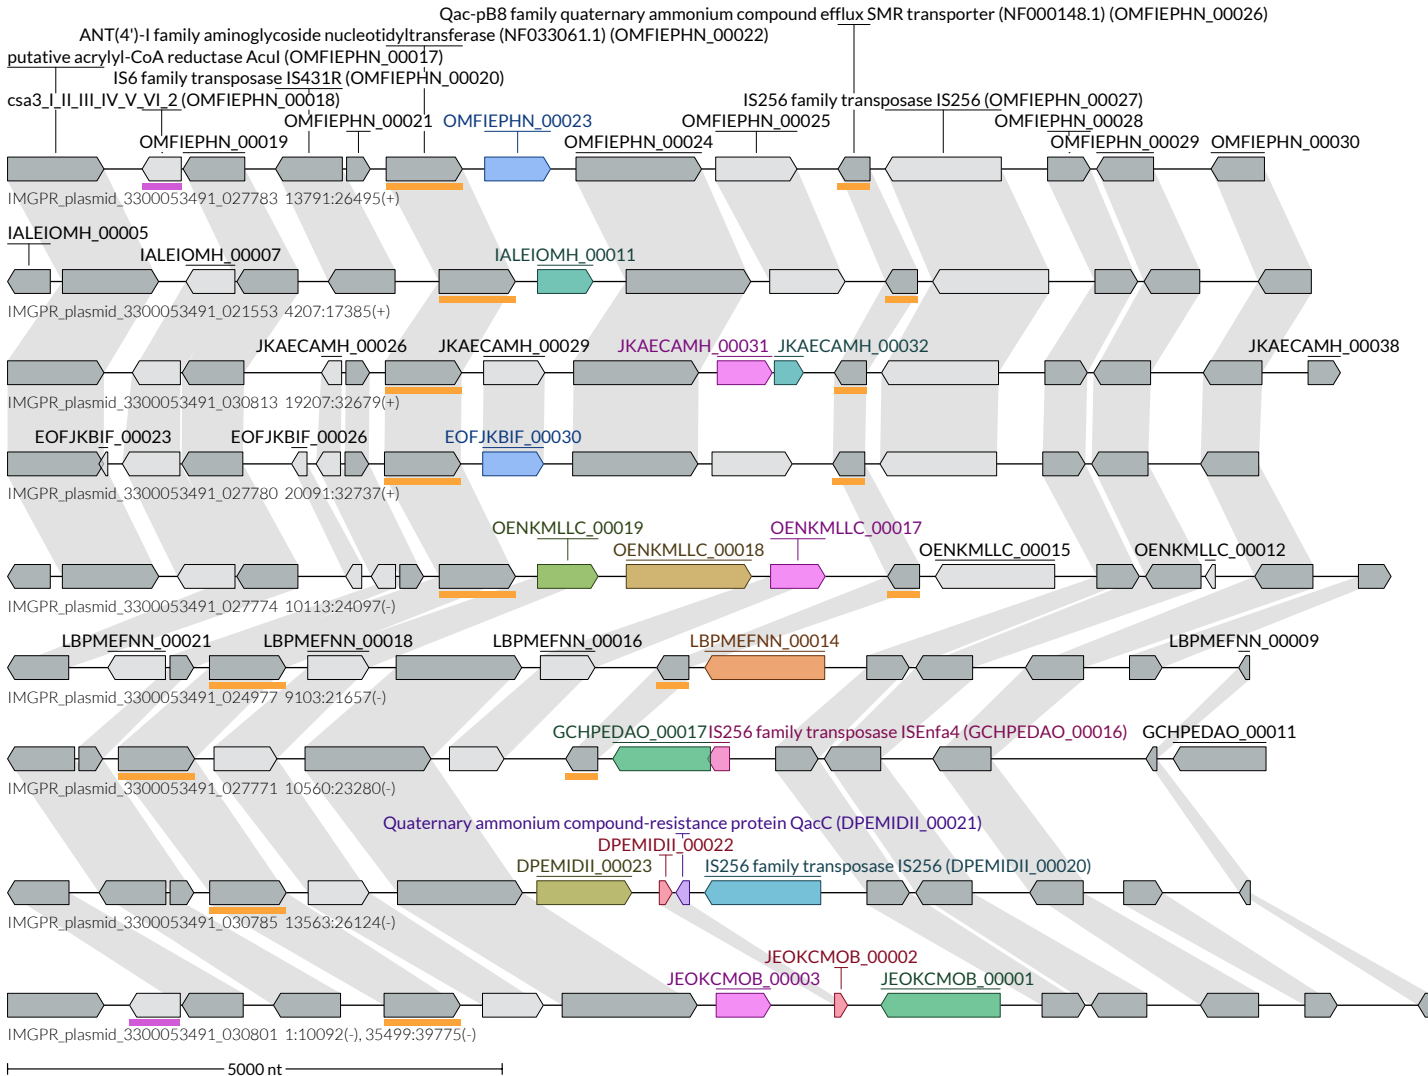 Qac-pB8 family quaternary ammonium compound efflux SMR transporter (NF000148.1) (OMFIEPHN_00026)
ANT(4')-I family aminoglycoside nucleotidyltransferase (NF033061.1) (OMFIEPHN_00022)
putative acrylyl-CoA reductase AcuI (OMFIEPHN_00017)
IS6 family transposase IS431R (OMFIEPHN_00020)
csa3_I_II_III_IV_V_VI_2 (OMFIEPHN_00018) IS256 family transposase IS256 (OMFIEPHN_00027)
OMFIEPHN_00021 OMFIEPHN_00023 OMFIEPHN_00025 OMFIEPHN_00028
OMFIEPHN_00019 OMFIEPHN_00024 OMFIEPHN_00029 OMFIEPHN_00030
IMGPR_plasmid_3300053491_027783 13791:26495(+)
IALEIOMH_00005
IALEIOMH_00007 IALEIOMH_00011
IMGPR_plasmid_3300053491_021553 4207:17385(+)
JKAECAMH_00026 JKAECAMH_00029 JKAECAMH_00031 JKAECAMH_00032 JKAECAMH_00038
IMGPR_plasmid_3300053491_030813 19207:32679(+)
EOFJKBIF_00023 EOFJKBIF_00026 EOFJKBIF_00030
IMGPR_plasmid_3300053491_027780 20091:32737(+)
OENKMLLC_00019 OENKMLLC_00017
OENKMLLC_00018 OENKMLLC_00015 OENKMLLC_00012
IMGPR_plasmid_3300053491_027774 10113:24097(-)
LBPMEFNN_00021 LBPMEFNN_00018 LBPMEFNN_00016 LBPMEFNN_00014 LBPMEFNN_00009
IMGPR_plasmid_3300053491_024977 9103:21657(-)
GCHPEDAO_00017 IS256 family transposase ISEnfa4 (GCHPEDAO_00016) GCHPEDAO_00011
IMGPR_plasmid_3300053491_027771 10560:23280(-)
Quaternary ammonium compound-resistance protein QacC (DPEMIDII_00021)
DPEMIDII_00022
DPEMIDII_00023 IS256 family transposase IS256 (DPEMIDII_00020)
IMGPR_plasmid_3300053491_030785 13563:26124(-)
JEOKCMOB_00002
JEOKCMOB_00003 JEOKCMOB_00001
IMGPR_plasmid_3300053491_030801 1:10092(-), 35499:39775(-)
5000 nt